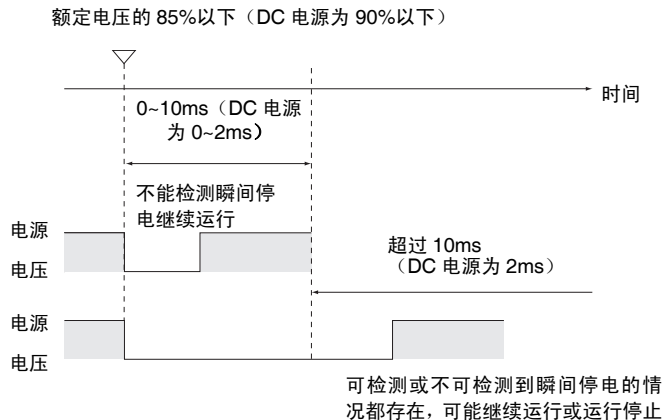 额定电压的 85%以下（DC 电源为 90%以下）
时间
0~10ms（DC 电源
为 0~2ms）
不能检测瞬间停
电继续运行
电源
电压
超过 10ms
（DC 电源为 2ms）
电源
电压
可检测或不可检测到瞬间停电的情
况都存在，可能继续运行或运行停止